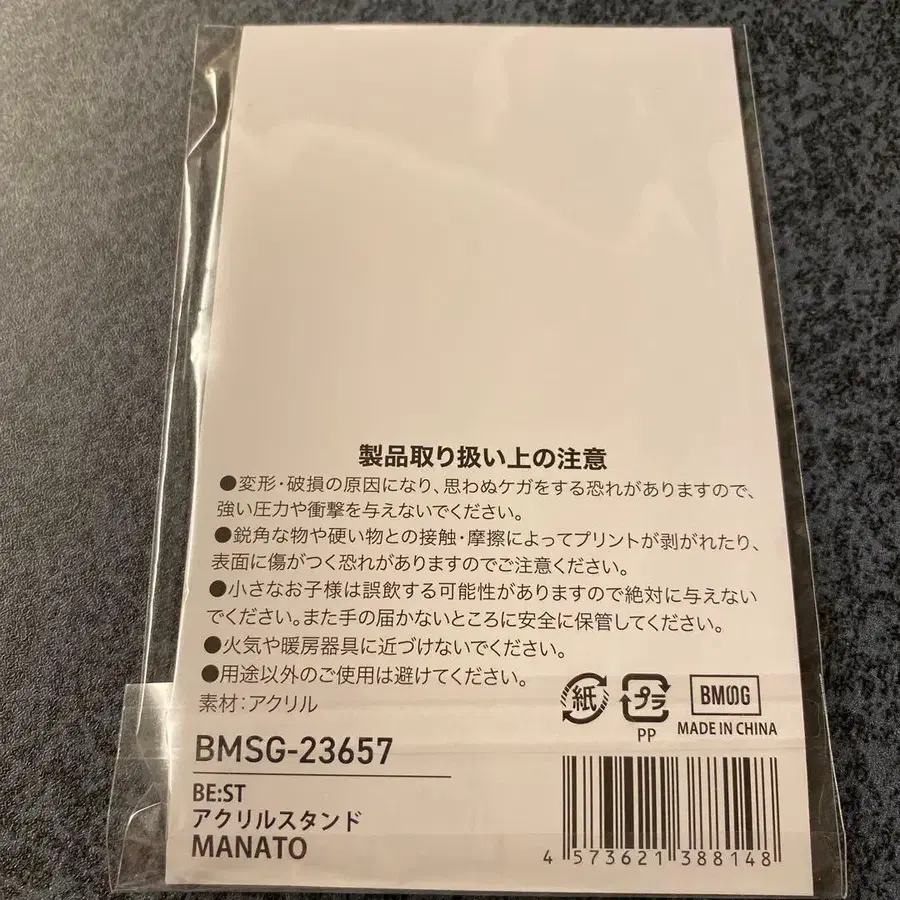 製品取り扱い上の注意
●変形・破損の原因になり、思わぬケガをする恐れがありますので、
強い圧力や衝撃を与えないでください。
●鋭角な物や硬い物との接触・摩擦によってプリントが剥がれたり、
表面に傷がつく恐れがありますのでご注意ください。
●小さなお子様は誤飲する可能性がありますので絶対に与えない
でください。また手の届かないところに安全に保管してください。
●火気や暖房器具に近づけないでください。
●用途以外のご使用は避けてください。
素材：アクリル
紙
プラ
PP
BMSG
MADE IN CHINA
BMSG-23657
BE:ST
アクリルスタンド
MANATO
4 573621 388148